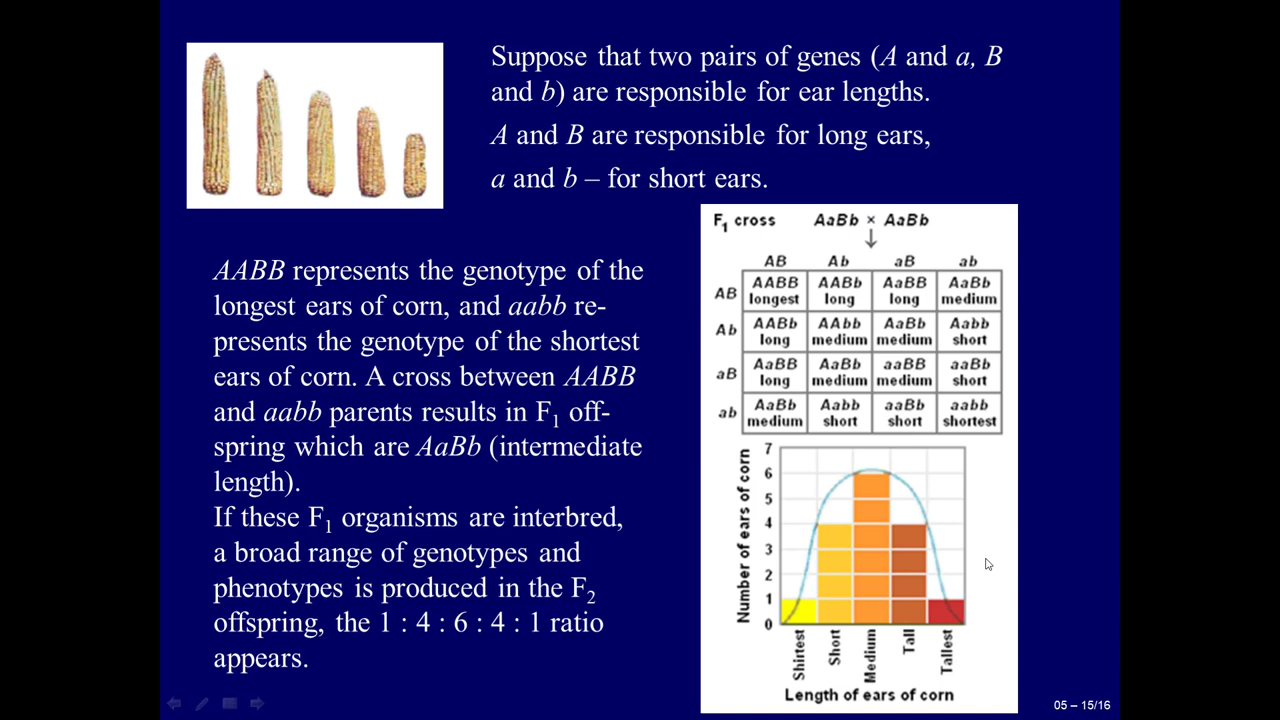 Suppose that two pairs of genes (A and a, B
and b) are responsible for ear lengths.
A and B are responsible for long ears,
a and b – for short ears.
AABB represents the genotype of the
longest ears of corn, and aabb re-
presents the genotype of the shortest
ears of corn. A cross between AABB
and aabb parents results in F1 off-
spring which are AaBb (intermediate
length).
If these F1 organisms are interbred,
a broad range of genotypes and
phenotypes is produced in the F2
offspring, the 1 : 4 : 6 : 4 : 1 ratio
appears.
F1 cross AaBb × AaBb
↓
AB Ab aB ab
AB AABB AABb AaBB AaBb
longest long long medium
Ab AABb AAbb AaBb Aabb
long medium medium short
aB AaBB AaBb aaBB aaBb
long medium medium short
ab AaBb Aabb aaBb aabb
medium short short shortest
Number of ears of corn
7
6
5
4
3
2
1
0
Shirtest
Short
Medium
Tall
Tallest
Length of ears of corn
05 – 15/16